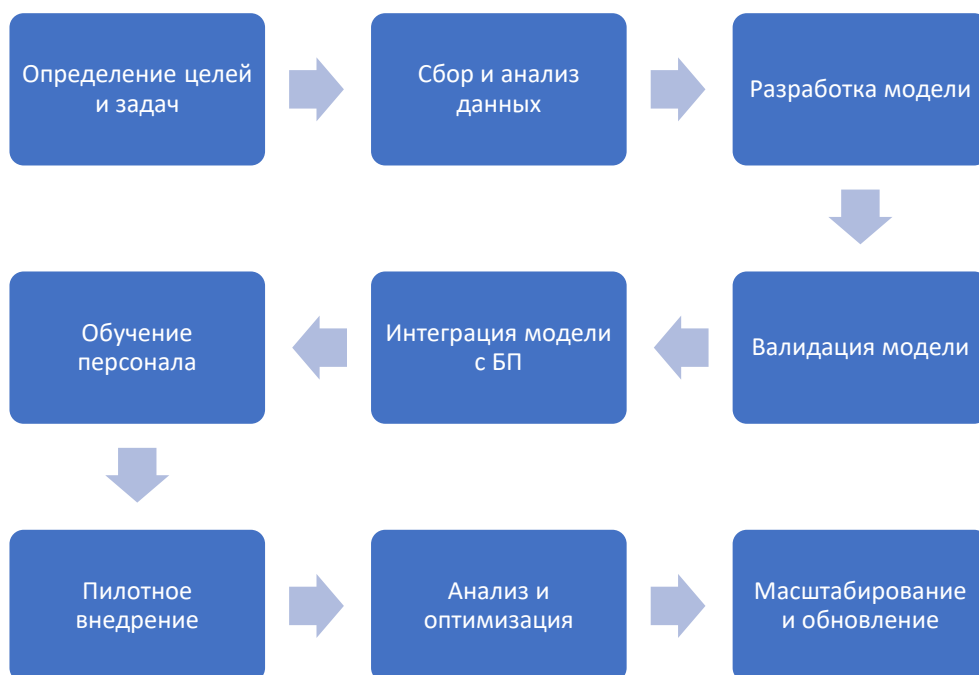 Определение целей
и задач
Сбор и анализ
данных
Разработка модели
Валидация модели
Интеграция модели
с БП
Обучение
персонала
Пилотное
внедрение
Анализ и
оптимизация
Масштабирование
и обновление